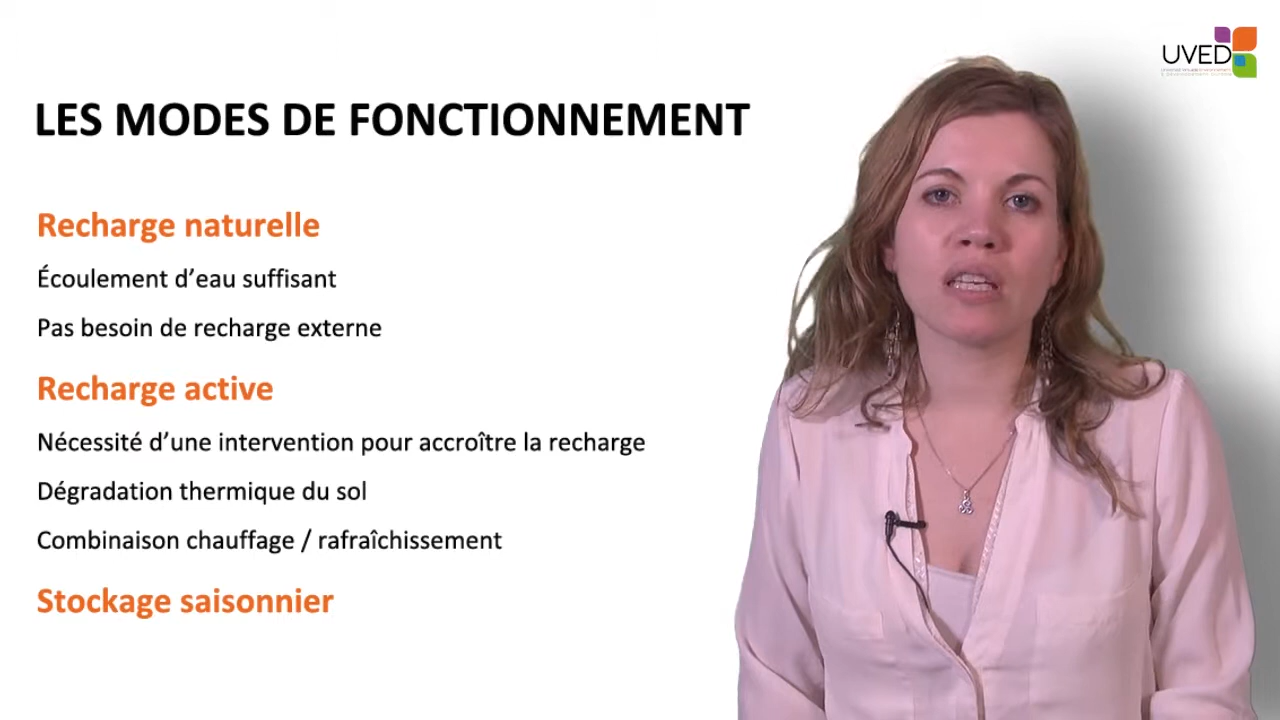 UVED
LES MODES DE FONCTIONNEMENT
Recharge naturelle
Écoulement d’eau suffisant
Pas besoin de recharge externe
Recharge active
Nécessité d’une intervention pour accroître la recharge
Dégradation thermique du sol
Combinaison chauffage / rafraîchissement
Stockage saisonnier